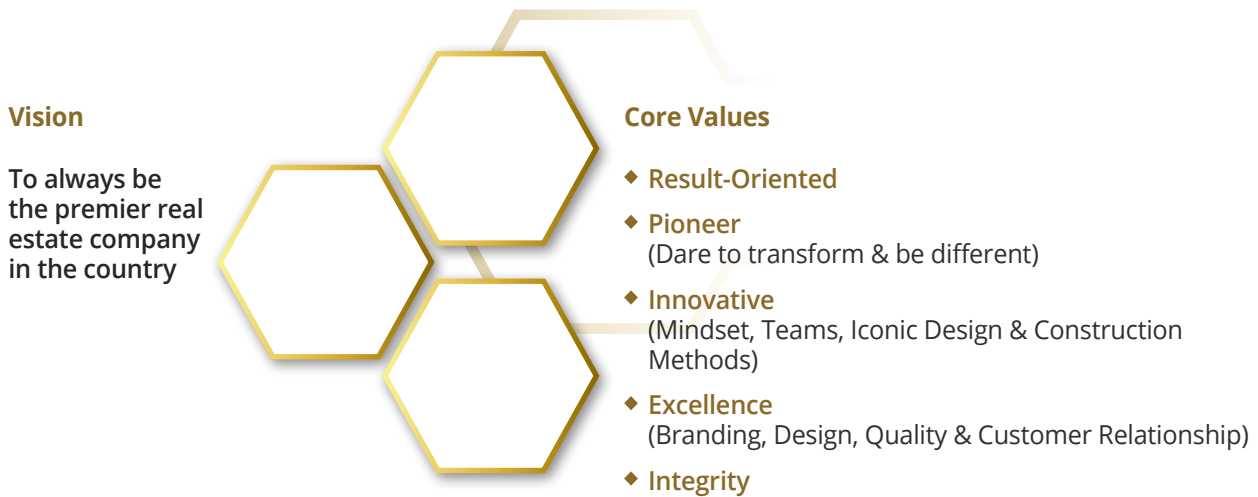 Vision
To always be
the premier real
estate company
in the country
Core Values
◆ Result-Oriented
◆ Pioneer
(Dare to transform & be different)
◆ Innovative
(Mindset, Teams, Iconic Design & Construction
Methods)
◆ Excellence
(Branding, Design, Quality & Customer Relationship)
◆ Integrity